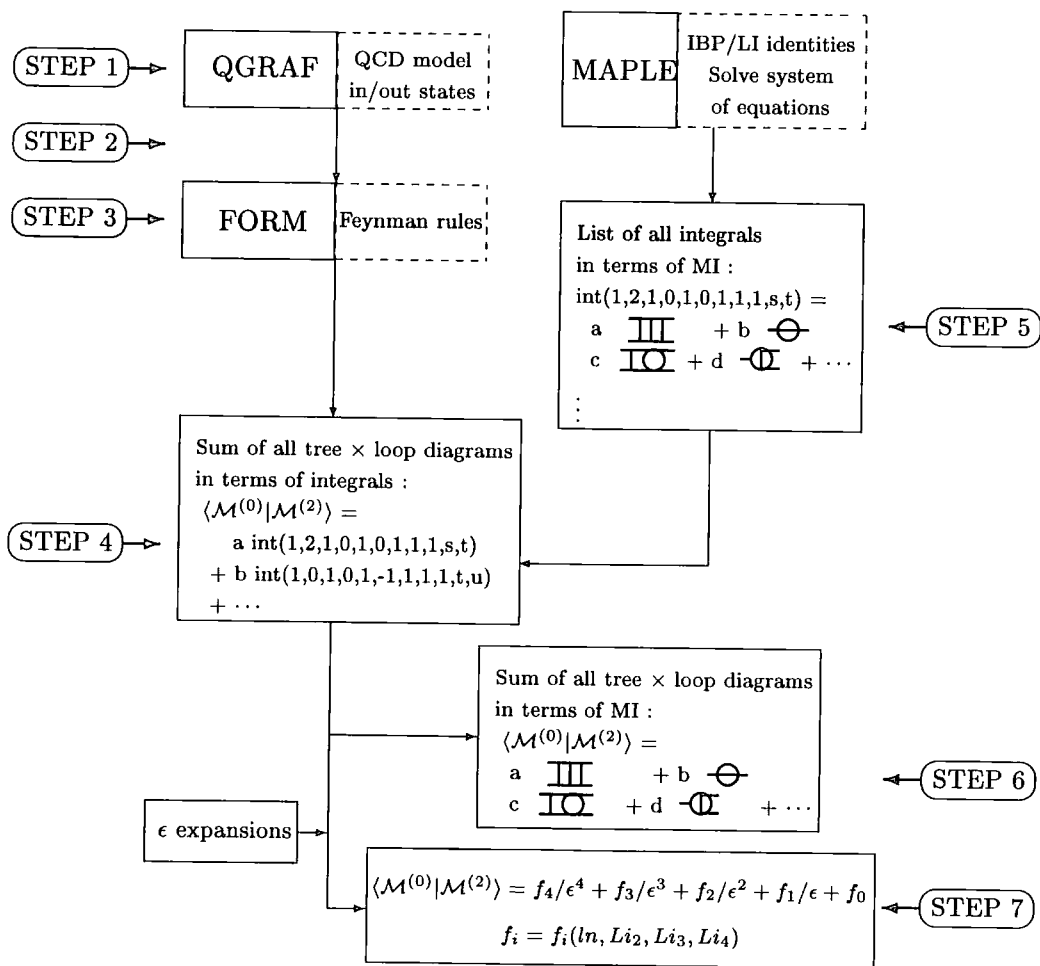 STEP 1
QGRAF
QCD model
in/out states
MAPLE
IBP/LI identities
Solve system
of equations
STEP 2
STEP 3
FORM
Feynman rules
List of all integrals
in terms of MI :
int(1,2,1,0,1,0,1,1,1,s,t) =
a + b
c + d + ⋯
⋮
STEP 5
Sum of all tree × loop diagrams
in terms of integrals :
⟨ℳ^(0)|ℳ^(2)⟩ =
a int(1,2,1,0,1,0,1,1,1,s,t)
+ b int(1,0,1,0,1,-1,1,1,1,t,u)
+ ⋯
STEP 4
Sum of all tree × loop diagrams
in terms of MI :
⟨ℳ^(0)|ℳ^(2)⟩ =
a + b
c + d + ⋯
STEP 6
ϵ expansions
⟨ℳ^(0)|ℳ^(2)⟩ = f_4/ϵ^4 + f_3/ϵ^3 + f_2/ϵ^2 + f_1/ϵ + f_0
f_i = f_i(ln, Li_2, Li_3, Li_4)
STEP 7